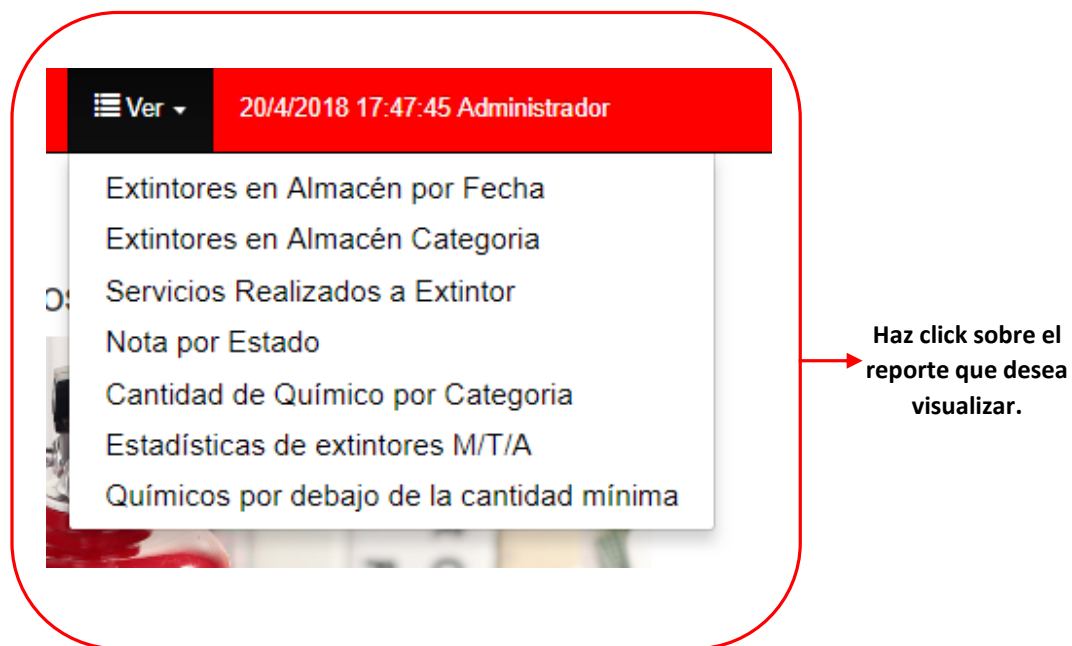 Ver
20/4/2018 17:47:45 Administrador
Extintores en Almacén por Fecha
Extintores en Almacén Categoria
Servicios Realizados a Extintor
Nota por Estado
Cantidad de Químico por Categoria
Estadísticas de extintores M/T/A
Químicos por debajo de la cantidad mínima
Haz click sobre el
reporte que desea
visualizar.